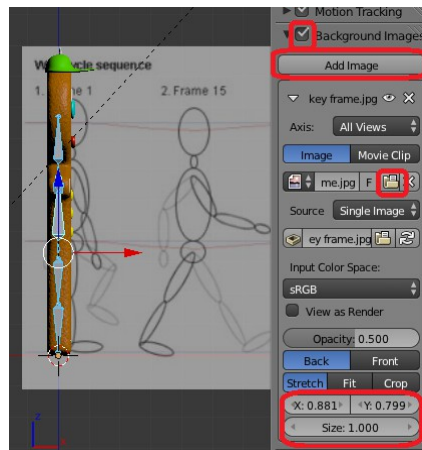 Motion Tracking
Background Images
Add Image
key frame.jpg
Axis: All Views
Image Movie Clip
me.jpg F
Source Single Image
ey frame.jpg
Input Color Space:
sRGB
View as Render
Opacity: 0.500
Back Front
Stretch Fit Crop
X: 0.881 Y: 0.799
Size: 1.000
sequence
1. 1 2. Frame 15
z